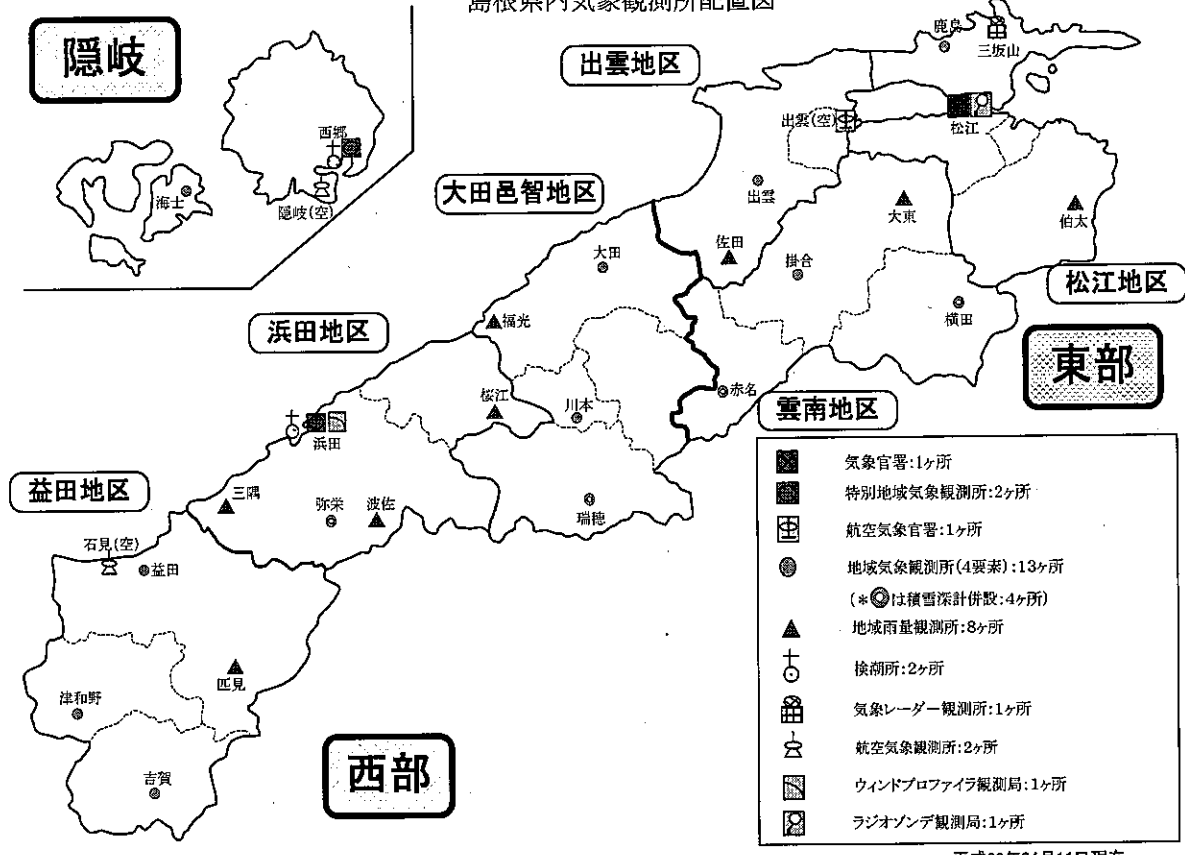 島根県内気象観測所配置図
隠岐
西郷
海士
隠岐(空)
出雲地区
鹿島
三坂山
出雲(空)
松江
大田邑智地区
出雲
大東
伯太
佐田
大田
掛合
松江地区
横田
浜田地区
福光
東部
桜江
川本
赤名
雲南地区
浜田
益田地区
三隅
弥栄
波佐
瑞穂
石見(空)
益田
匹見
津和野
吉賀
西部
気象官署:1ヶ所
特別地域気象観測所:2ヶ所
航空気象官署:1ヶ所
地域気象観測所(4要素):13ヶ所
(*◎は積雪深計併設:4ヶ所)
地域雨量観測所:8ヶ所
検潮所:2ヶ所
気象レーダー観測所:1ヶ所
航空気象観測所:2ヶ所
ウィンドプロファイラ観測局:1ヶ所
ラジオゾンデ観測局:1ヶ所